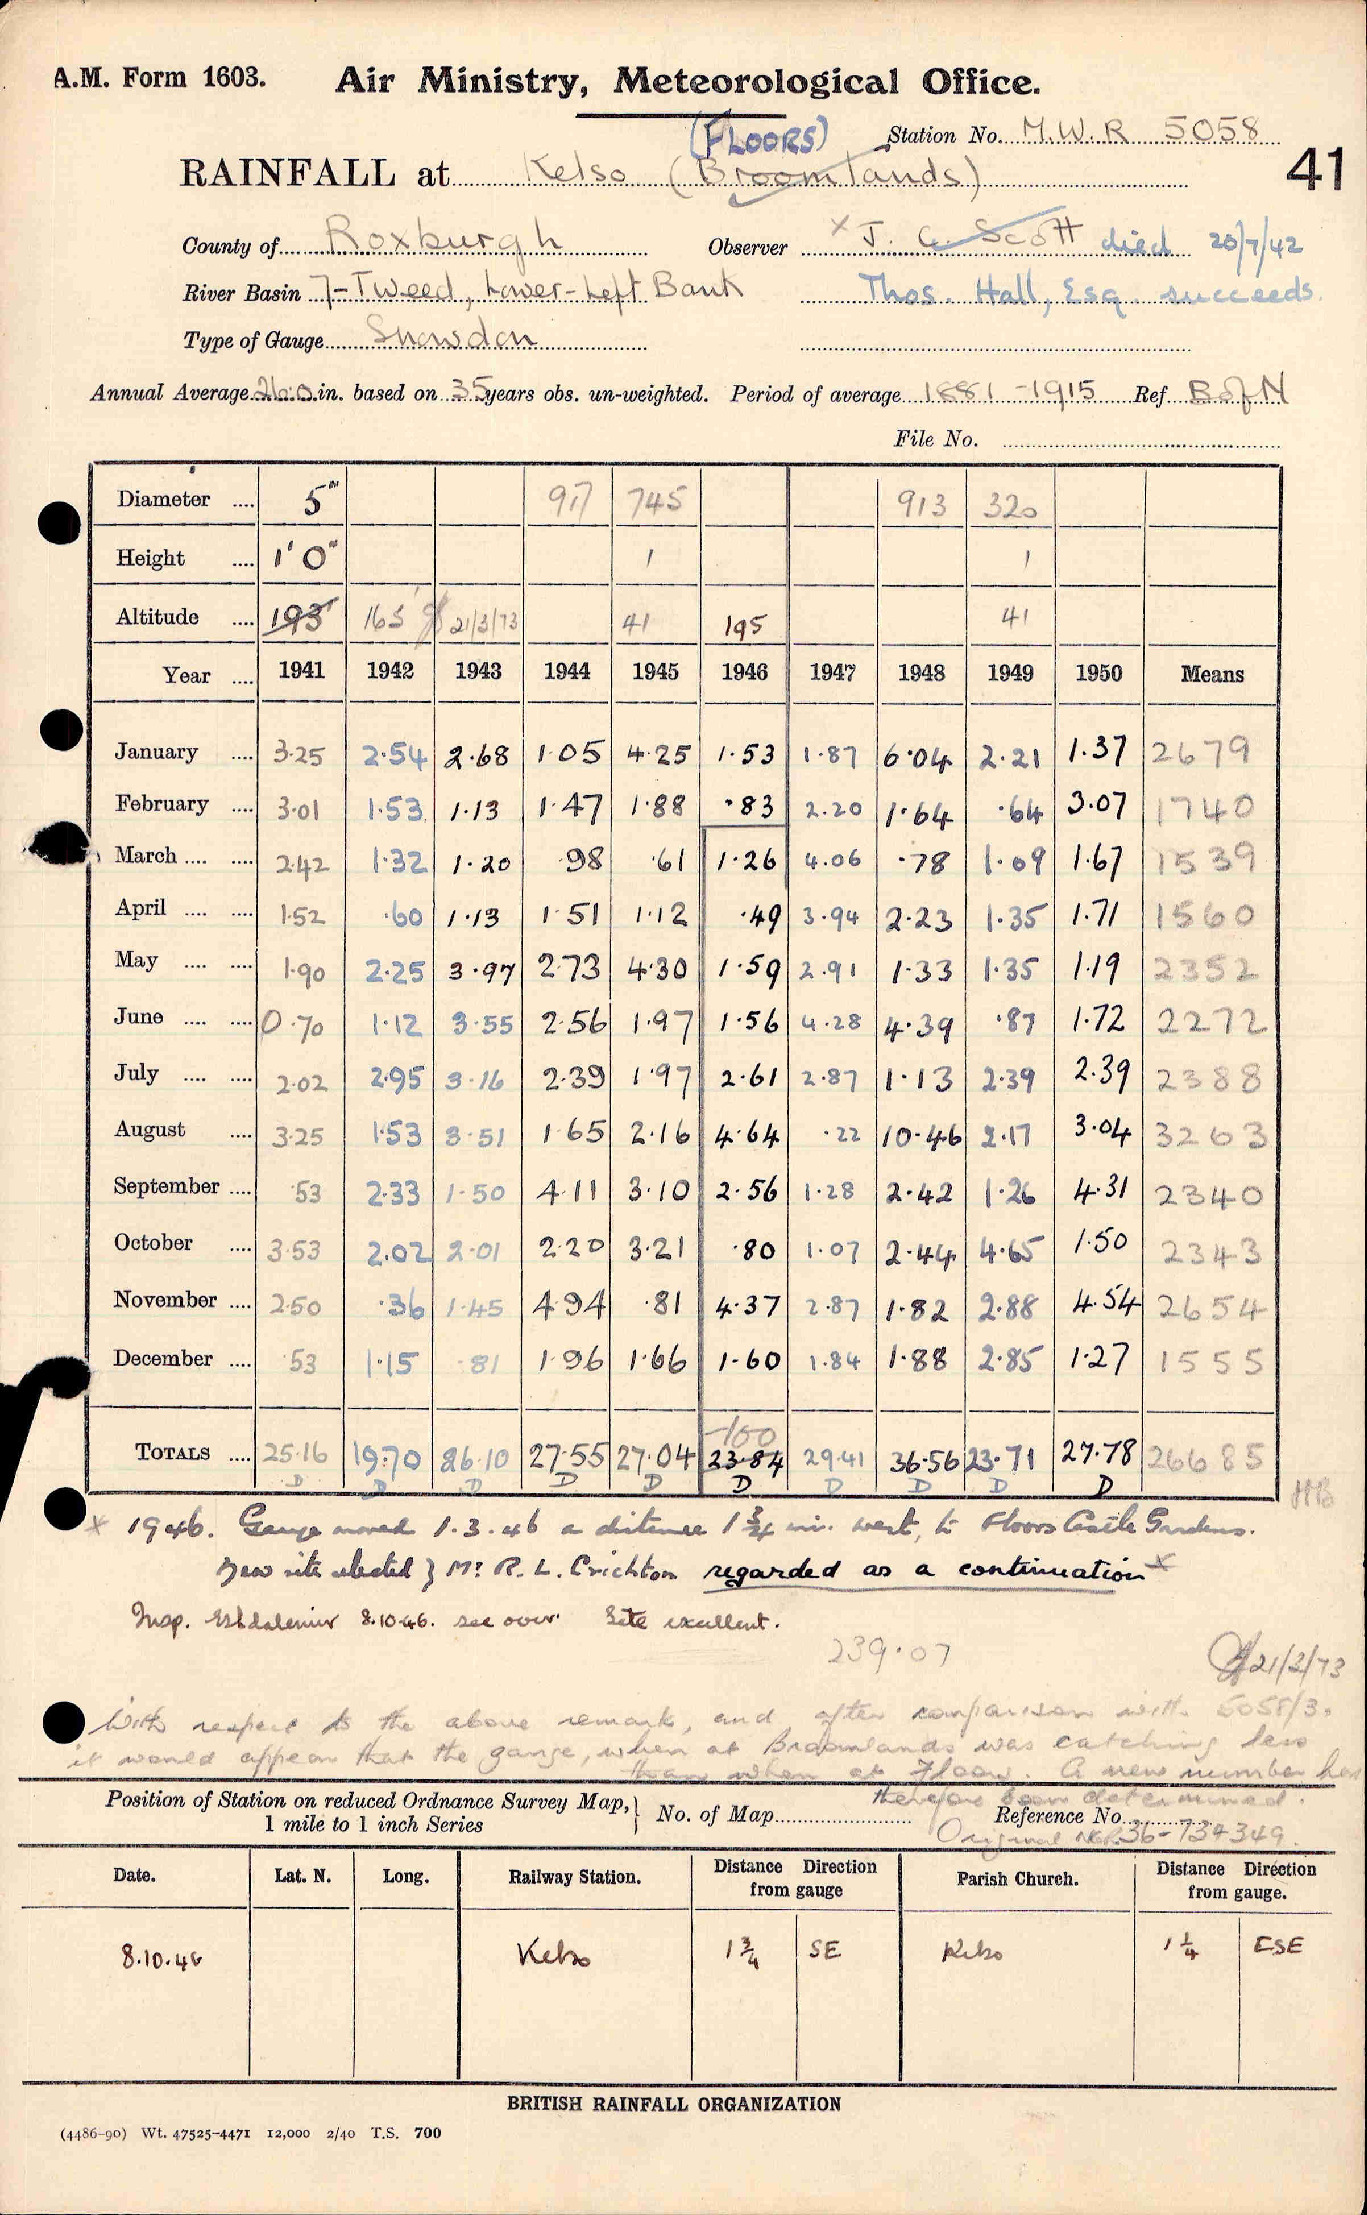 A.M. Form 1603. Air Ministry, Meteorological Office.
(FLOORS) Station No. M.W.R 5058
RAINFALL at Kelso (Broomlands) 41
County of Roxburgh Observer x J. C. Scott died 20/7/42
River Basin 7-Tweed, Lower-Left Bank Thos. Hall, Esq. succeeds.
Type of Gauge Snowdon
Annual Average 26.0 in. based on 35 years obs. un-weighted. Period of average 1881-1915 Ref B of N
File No.
Diameter .... 5" 917 745 913 320
Height .... 1' 0" 1 1
Altitude .... 193' 165' 21/3/73 41 195 41
Year .... 1941 1942 1943 1944 1945 1946 1947 1948 1949 1950 Means
January .... 3.25 2.54 2.68 1.05 4.25 1.53 1.87 6.04 2.21 1.37 2679
February .... 3.01 1.53 1.13 1.47 1.88 .83 2.20 1.64 .64 3.07 1740
March .... .... 2.42 1.32 1.20 .98 .61 1.26 4.06 .78 1.09 1.67 1539
April .... .... 1.52 .60 1.13 1.51 1.12 .49 3.94 2.23 1.35 1.71 1560
May .... .... 1.90 2.25 3.97 2.73 4.30 1.59 2.91 1.33 1.35 1.19 2352
June .... .... 0.70 1.12 3.55 2.56 1.97 1.56 4.28 4.39 .87 1.72 2272
July .... .... 2.02 2.95 3.16 2.39 1.97 2.61 2.87 1.13 2.39 2.39 2388
August .... 3.25 1.53 3.51 1.65 2.16 4.64 .22 10.46 2.17 3.04 3263
September .... .53 2.33 1.50 4.11 3.10 2.56 1.28 2.42 1.26 4.31 2340
October .... 3.53 2.02 2.01 2.20 3.21 .80 1.07 2.44 4.65 1.50 2343
November .... 2.50 .36 1.45 4.94 .81 4.37 2.87 1.82 2.88 4.54 2654
December .... .53 1.15 .81 1.96 1.66 1.60 1.84 1.88 2.85 1.27 1555
100
TOTALS .... 25.16 19.70 26.10 27.55 27.04 23.84 29.41 36.56 23.71 27.78 26685
D D D D D D D D D D HB
x 1946. Gauge moved 1.3.46 a distance 1 3/4 mi. west, to Floors Castle Gardens.
New site elected } Mr R. L. Crichton regarded as a continuation x
Insp. Eskdalemuir 8.10.46. see over. Site excellent.
239.07
21/3/73
With respect to the above remark, and after comparison with 5058/3.
it would appear that the gauge, when at Broomlands was catching less
than when at Floors. A new number has
therefore been determined.
Position of Station on reduced Ordnance Survey Map,} No. of Map Reference No.
1 mile to 1 inch Series
Original NGR 36-734349.
Date. Lat. N. Long. Railway Station. Distance Direction from gauge Parish Church. Distance Direction from gauge.
8.10.46 Kelso 1 3/4 SE Kelso 1 1/4 ESE
BRITISH RAINFALL ORGANIZATION
(4486-90) Wt. 47525-4471 12,000 2/40 T.S. 700